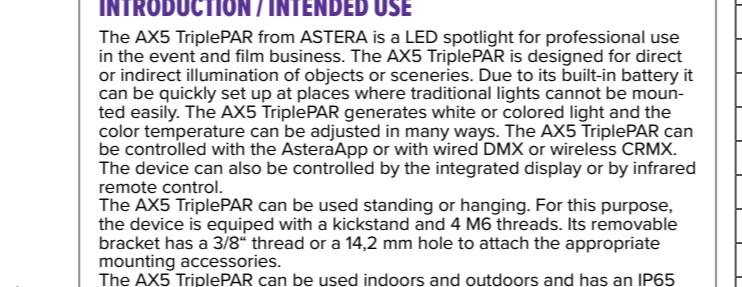 INTRODUCTION / INTENDED USE
The AX5 TriplePAR from ASTERA is a LED spotlight for professional use
in the event and film business. The AX5 TriplePAR is designed for direct
or indirect illumination of objects or sceneries. Due to its built-in battery it
can be quickly set up at places where traditional lights cannot be moun-
ted easily. The AX5 TriplePAR generates white or colored light and the
color temperature can be adjusted in many ways. The AX5 TriplePAR can
be controlled with the AsteraApp or with wired DMX or wireless CRMX.
The device can also be controlled by the integrated display or by infrared
remote control.
The AX5 TriplePAR can be used standing or hanging. For this purpose,
the device is equiped with a kickstand and 4 M6 threads. Its removable
bracket has a 3/8“ thread or a 14,2 mm hole to attach the appropriate
mounting accessories.
The AX5 TriplePAR can be used indoors and outdoors and has an IP65